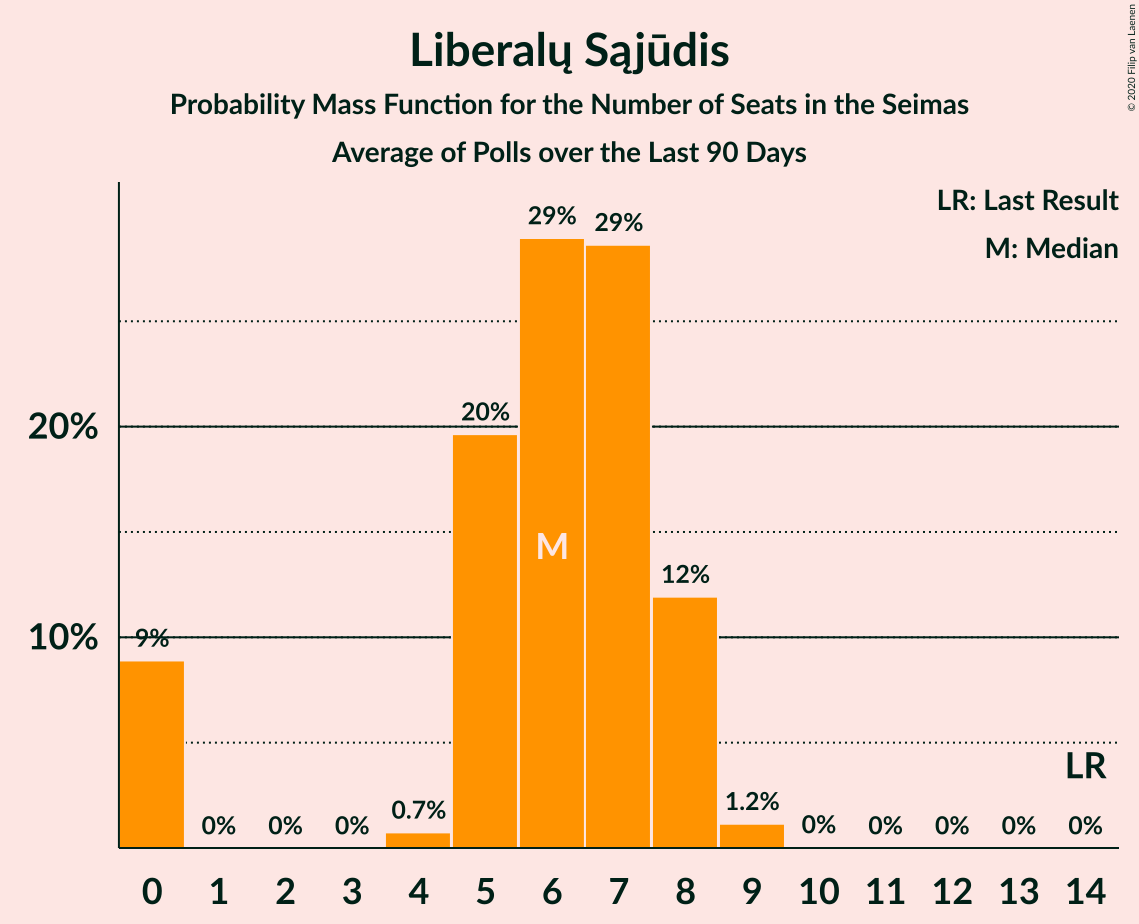 Liberalų Sąjūdis
Probability Mass Function for the Number of Seats in the Seimas
Average of Polls over the Last 90 Days
© 2020 Filip van Laenen
LR: Last Result
M: Median
29%
29%
20%
20%
M
12%
10%
9%
LR
0.7%
1.2%
0%
0%
0%
0%
0%
0%
0%
0%
0 1 2 3 4 5 6 7 8 9 10 11 12 13 14